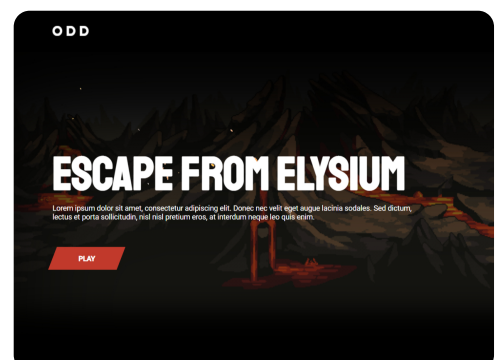 ODD
ESCAPE FROM ELYSIUM
Lorem ipsum dolor sit amet, consectetur adipiscing elit. Donec nec velit eget augue lacinia sodales. Sed dictum,
lectus et porta sollicitudin, nisl nisl pretium eros, at interdum neque leo quis enim.
PLAY